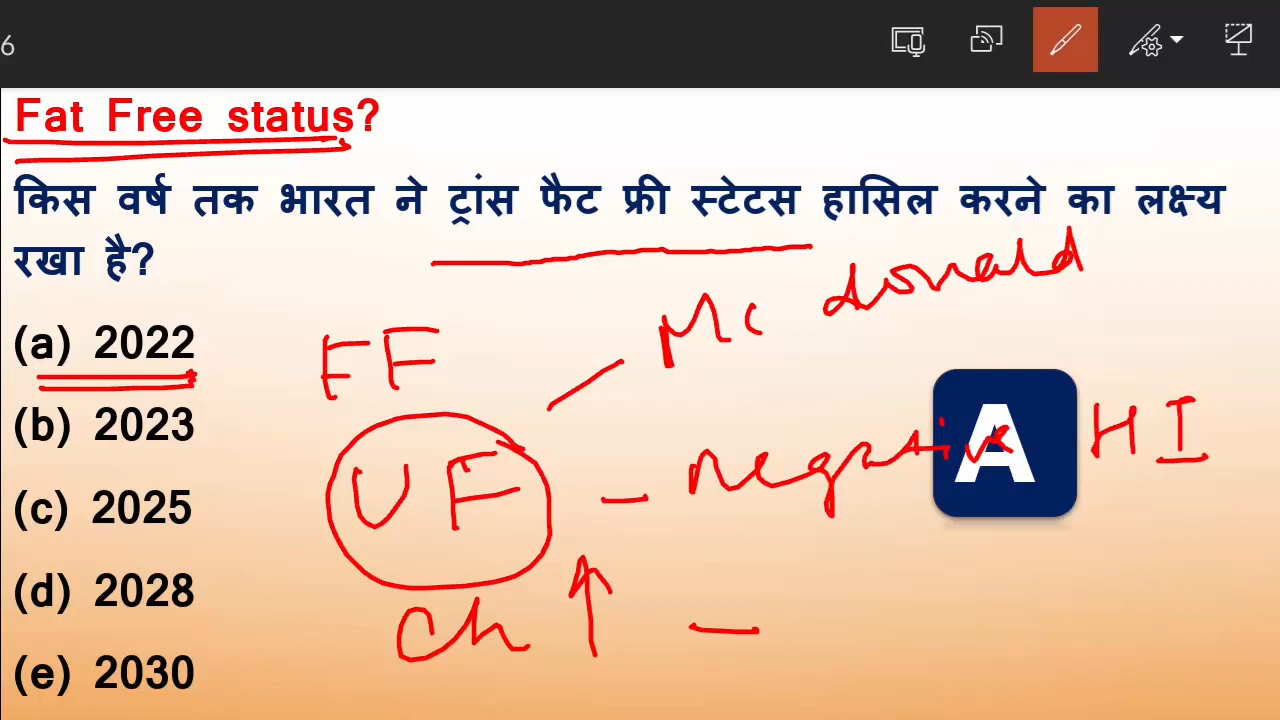 6
Fat Free status?
किस वर्ष तक भारत ने ट्रांस फैट फ्री स्टेटस हासिल करने का लक्ष्य
रखा है?
Mc donald
(a) 2022
FF
(b) 2023
A
HI
UF
(c) 2025
(d) 2028
Ch
(e) 2030